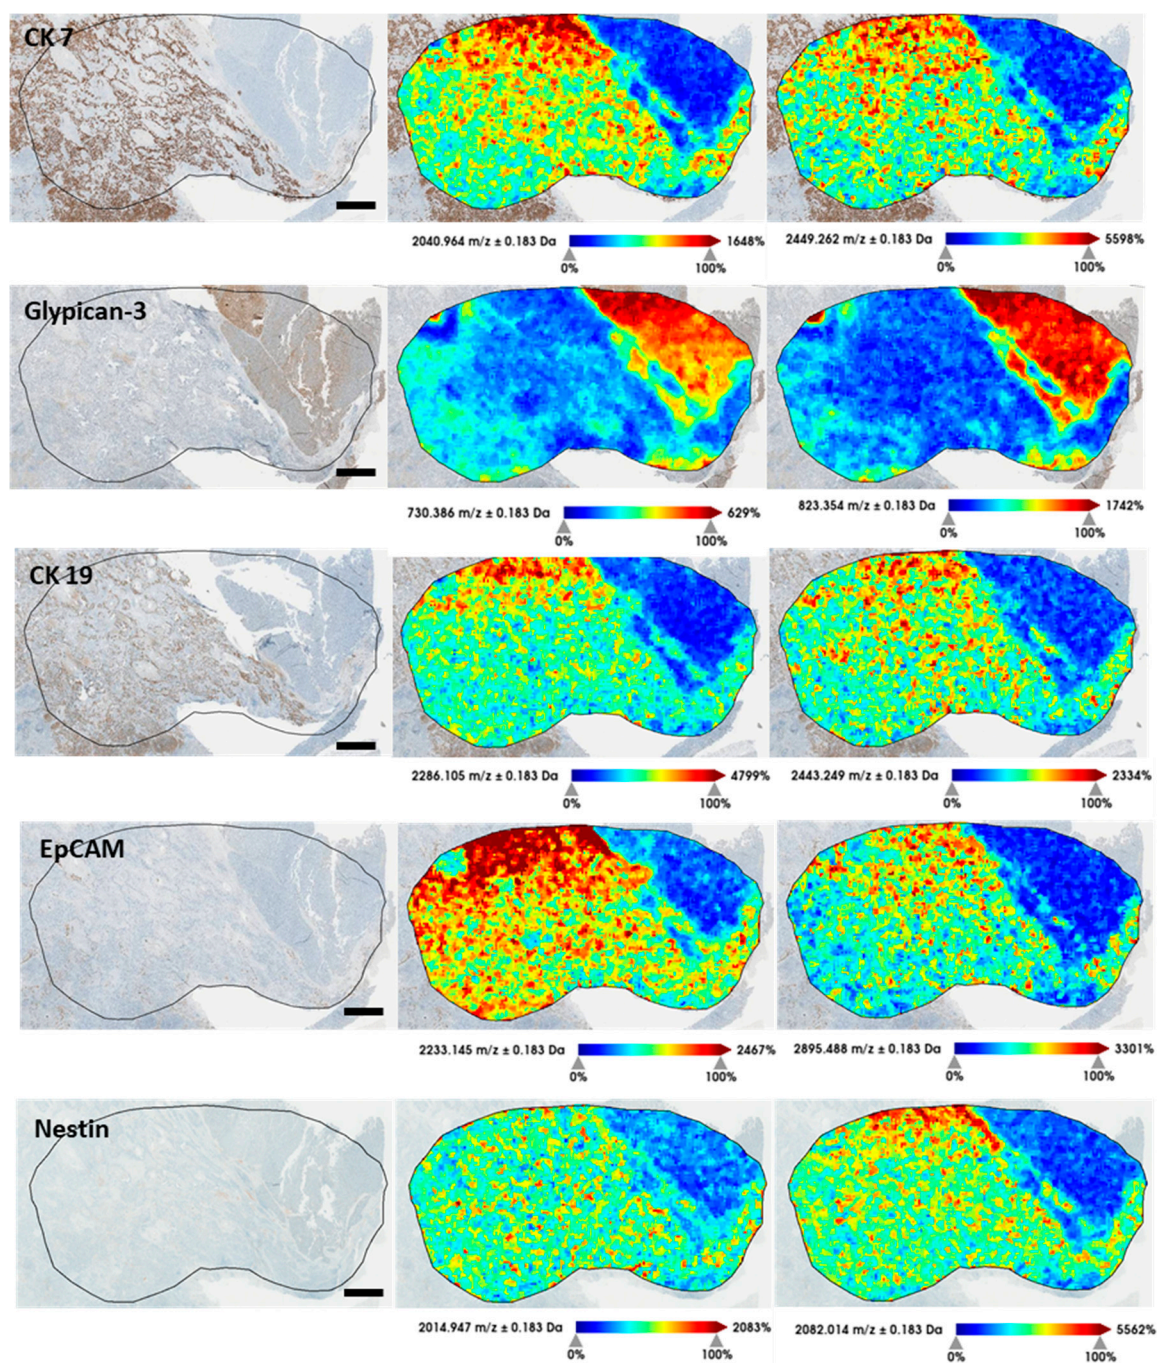 CK 7
2040.964 m/z ± 0.183 Da 1648%
0% 100%
2449.262 m/z ± 0.183 Da 5598%
0% 100%
Glypican-3
730.386 m/z ± 0.183 Da 629%
0% 100%
823.354 m/z ± 0.183 Da 1742%
0% 100%
CK 19
2286.105 m/z ± 0.183 Da 4799%
0% 100%
2443.249 m/z ± 0.183 Da 2334%
0% 100%
EpCAM
2233.145 m/z ± 0.183 Da 2467%
0% 100%
2895.488 m/z ± 0.183 Da 3301%
0% 100%
Nestin
2014.947 m/z ± 0.183 Da 2083%
0% 100%
2082.014 m/z ± 0.183 Da 5562%
0% 100%